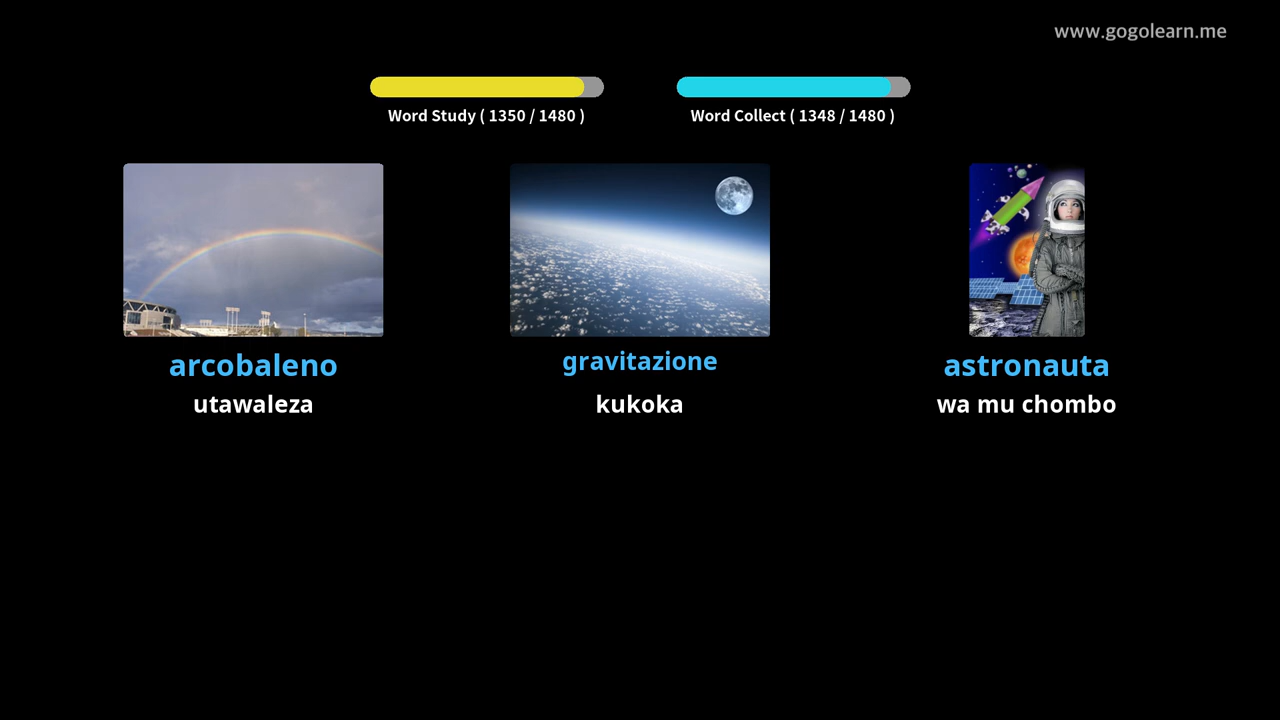 www.gogolearn.me
Word Study ( 1350 / 1480 )
Word Collect ( 1348 / 1480 )
arcobaleno
gravitazione
astronauta
utawaleza
kukoka
wa mu chombo